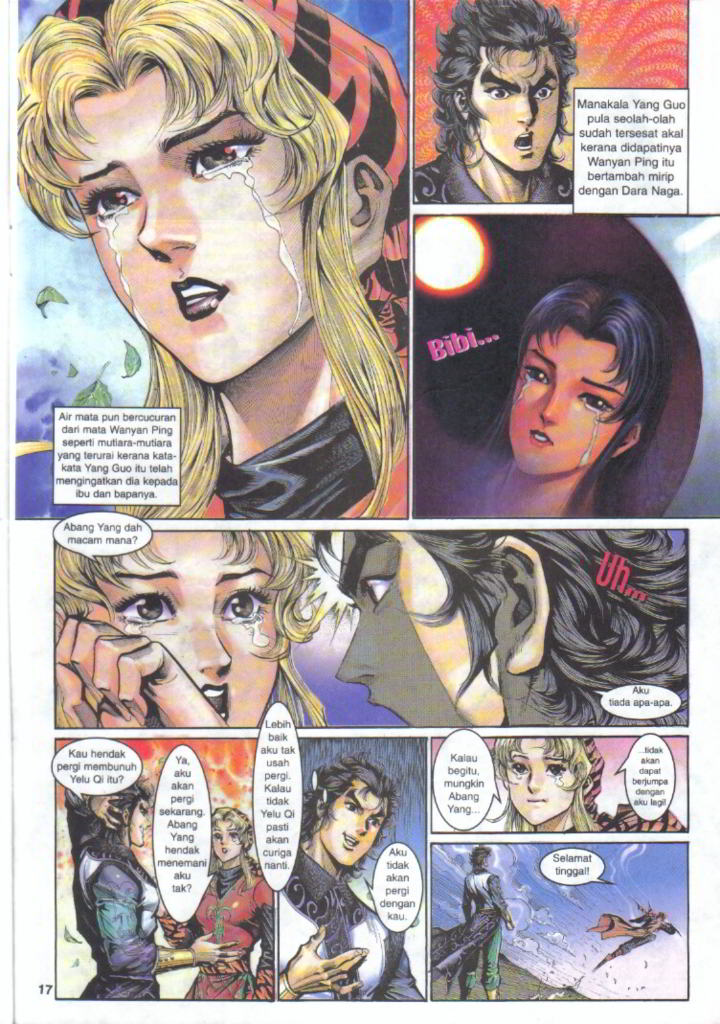 Manakala Yang Guo
pula seolah-olah
sudah tersesat akal
kerana didapatinya
Wanyan Ping itu
bertambah mirip
dengan Dara Naga.
Bibi...
Air mata pun bercucuran
dari mata Wanyan Ping
seperti mutiara-mutiara
yang terurai kerana kata-
kata Yang Guo itu telah
mengingatkan dia kepada
ibu dan bapanya.
Abang Yang dah
macam mana?
Uh...
Aku
tiada apa-apa.
Kau hendak
pergi membunuh
Yelu Qi itu?
Ya,
aku
akan
pergi
sekarang.
Abang
Yang
hendak
menemani
aku
tak?
Lebih
baik
aku tak
usah
pergi.
Kalau
tidak
Yelu Qi
pasti
akan
curiga
nanti.
Aku
tidak
akan
pergi
dengan
kau.
Kalau
begitu,
mungkin
Abang
Yang...
...tidak
akan
dapat
berjumpa
dengan
aku lagi!
Selamat
tinggal!
17